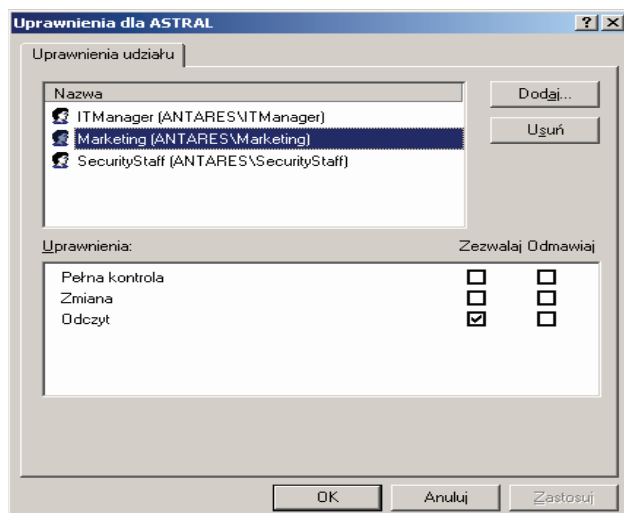 Uprawnienia dla ASTRAL
Uprawnienia udziału
Nazwa
ITManager (ANTARES\ITManager)
Marketing (ANTARES\Marketing)
SecurityStaff (ANTARES\SecurityStaff)
Dodaj...
Usuń
Uprawnienia: Zezwalaj Odmawiaj
Pełna kontrola
Zmiana
Odczyt
OK Anuluj Zastosuj